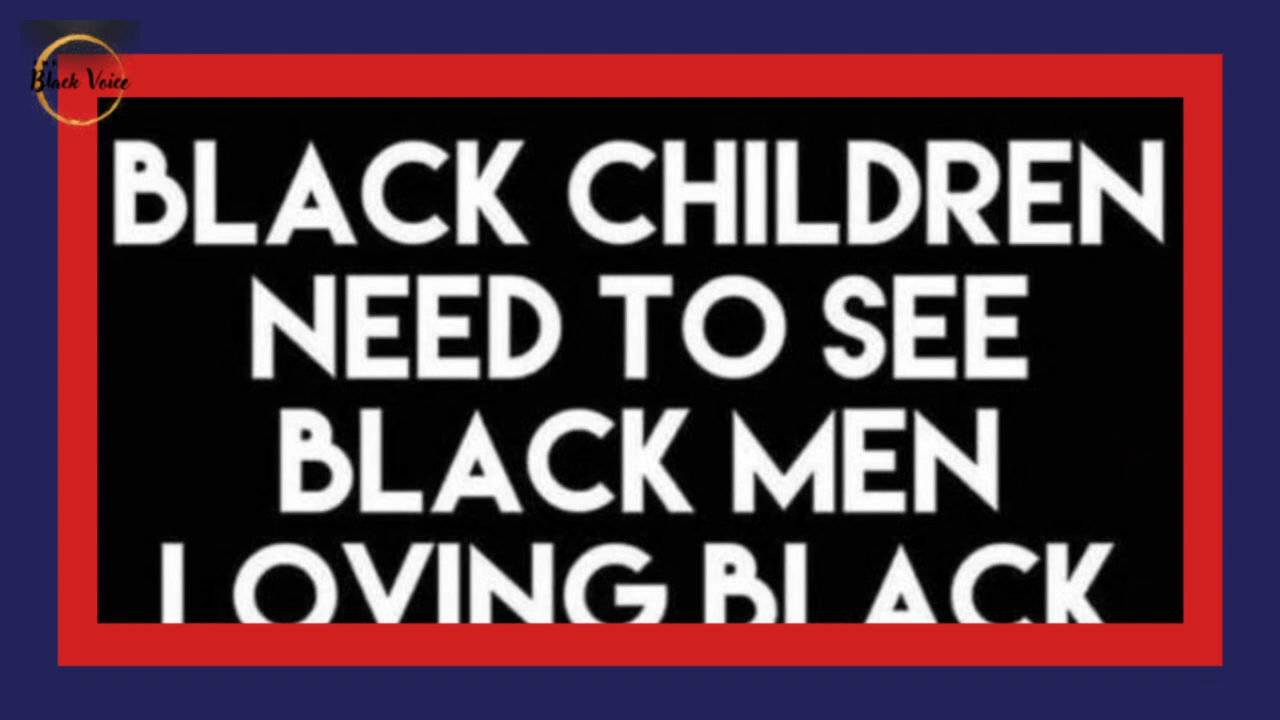 Black Voice
BLACK CHILDREN
NEED TO SEE
BLACK MEN
LOVING BLACK